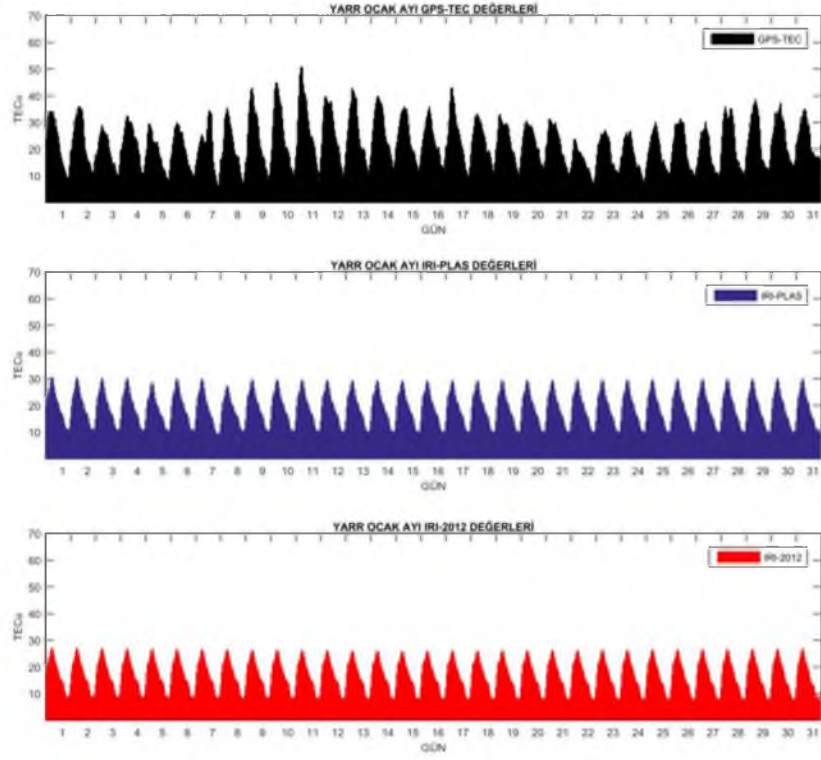 YARR OCAK AYI GPS-TEC DEĞERLERİ
70
60
50
40
30
20
10
TECu
GPS-TEC
1 2 3 4 5 6 7 8 9 10 11 12 13 14 15 16 17 18 19 20 21 22 23 24 25 26 27 28 29 30 31
GÜN
YARR OCAK AYI IRI-PLAS DEĞERLERİ
70
60
50
40
30
20
10
TECu
IRI-PLAS
1 2 3 4 5 6 7 8 9 10 11 12 13 14 15 16 17 18 19 20 21 22 23 24 25 26 27 28 29 30 31
GÜN
YARR OCAK AYI IRI-2012 DEĞERLERİ
70
60
50
40
30
20
10
TECu
IRI-2012
1 2 3 4 5 6 7 8 9 10 11 12 13 14 15 16 17 18 19 20 21 22 23 24 25 26 27 28 29 30 31
GÜN